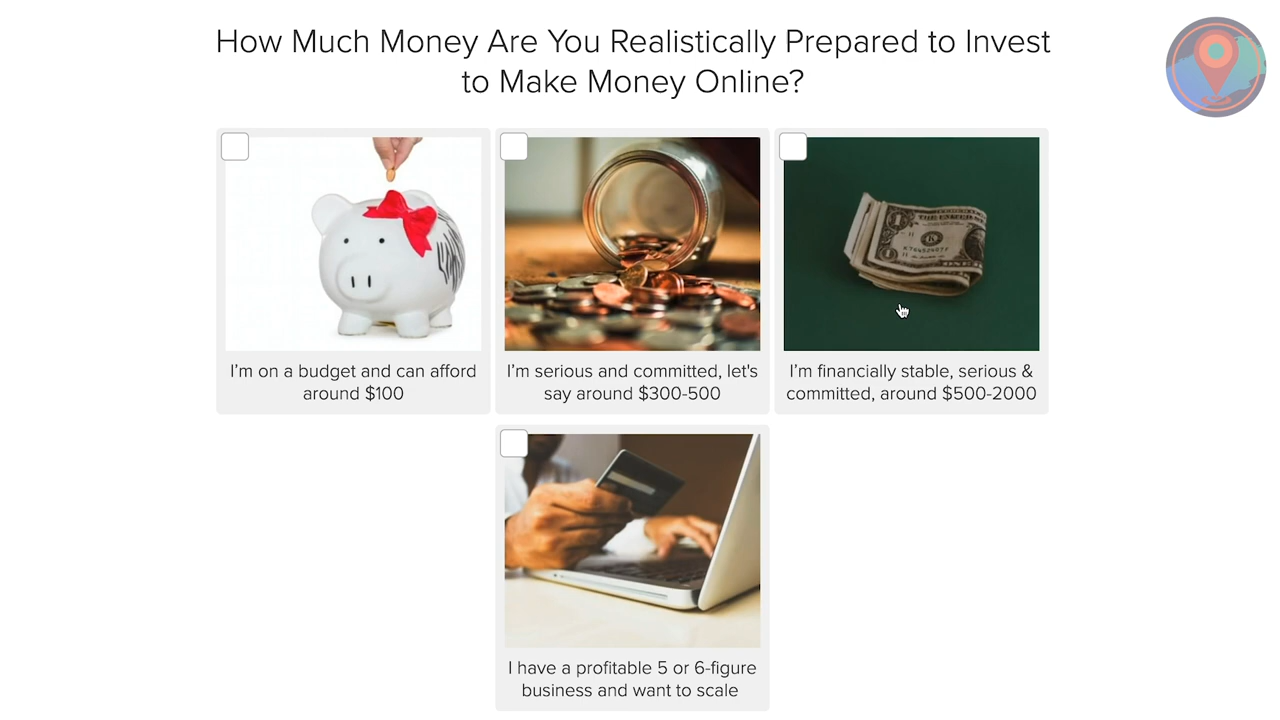 How Much Money Are You Realistically Prepared to Invest
to Make Money Online?
I'm on a budget and can afford
around $100
I'm serious and committed, let's
say around $300-500
I'm financially stable, serious &
committed, around $500-2000
I have a profitable 5 or 6-figure
business and want to scale